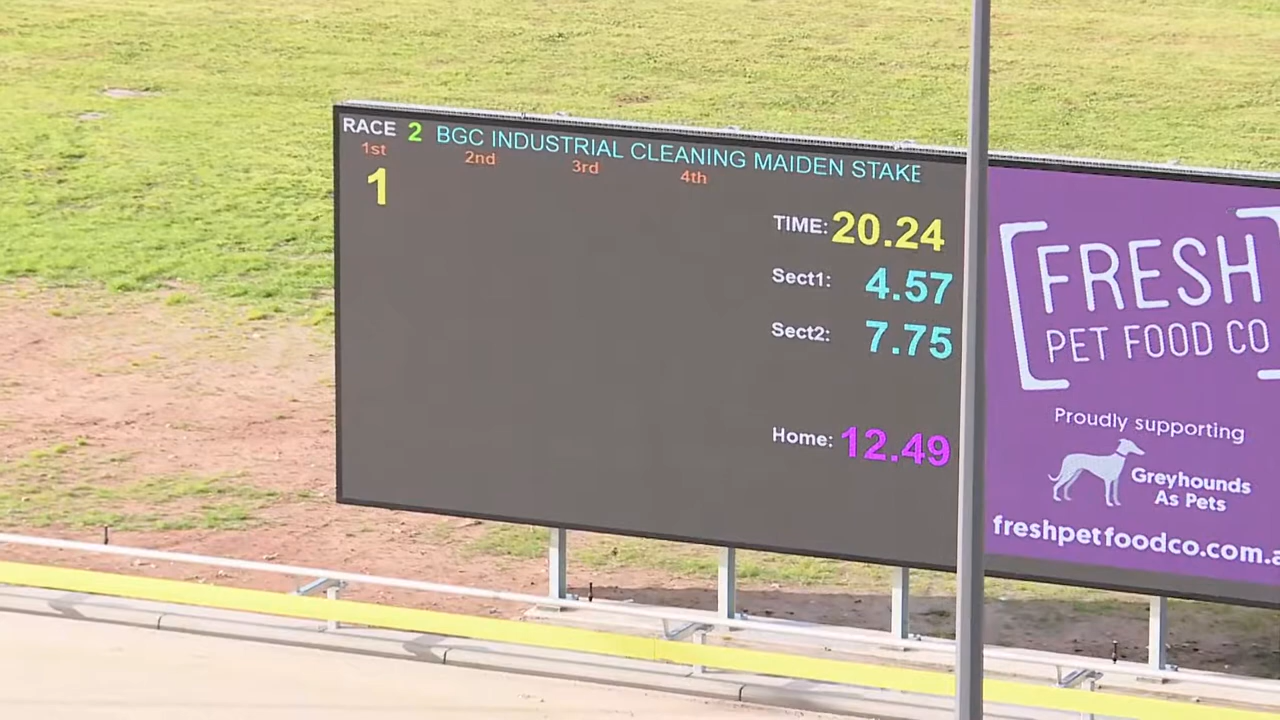 RACE 2 BGC INDUSTRIAL CLEANING MAIDEN STAKE
1st 2nd 3rd 4th
1
TIME: 20.24
Sect1: 4.57
Sect2: 7.75
Home: 12.49
FRESH
PET FOOD CO
Proudly supporting
Greyhounds
As Pets
freshpetfoodco.com.a